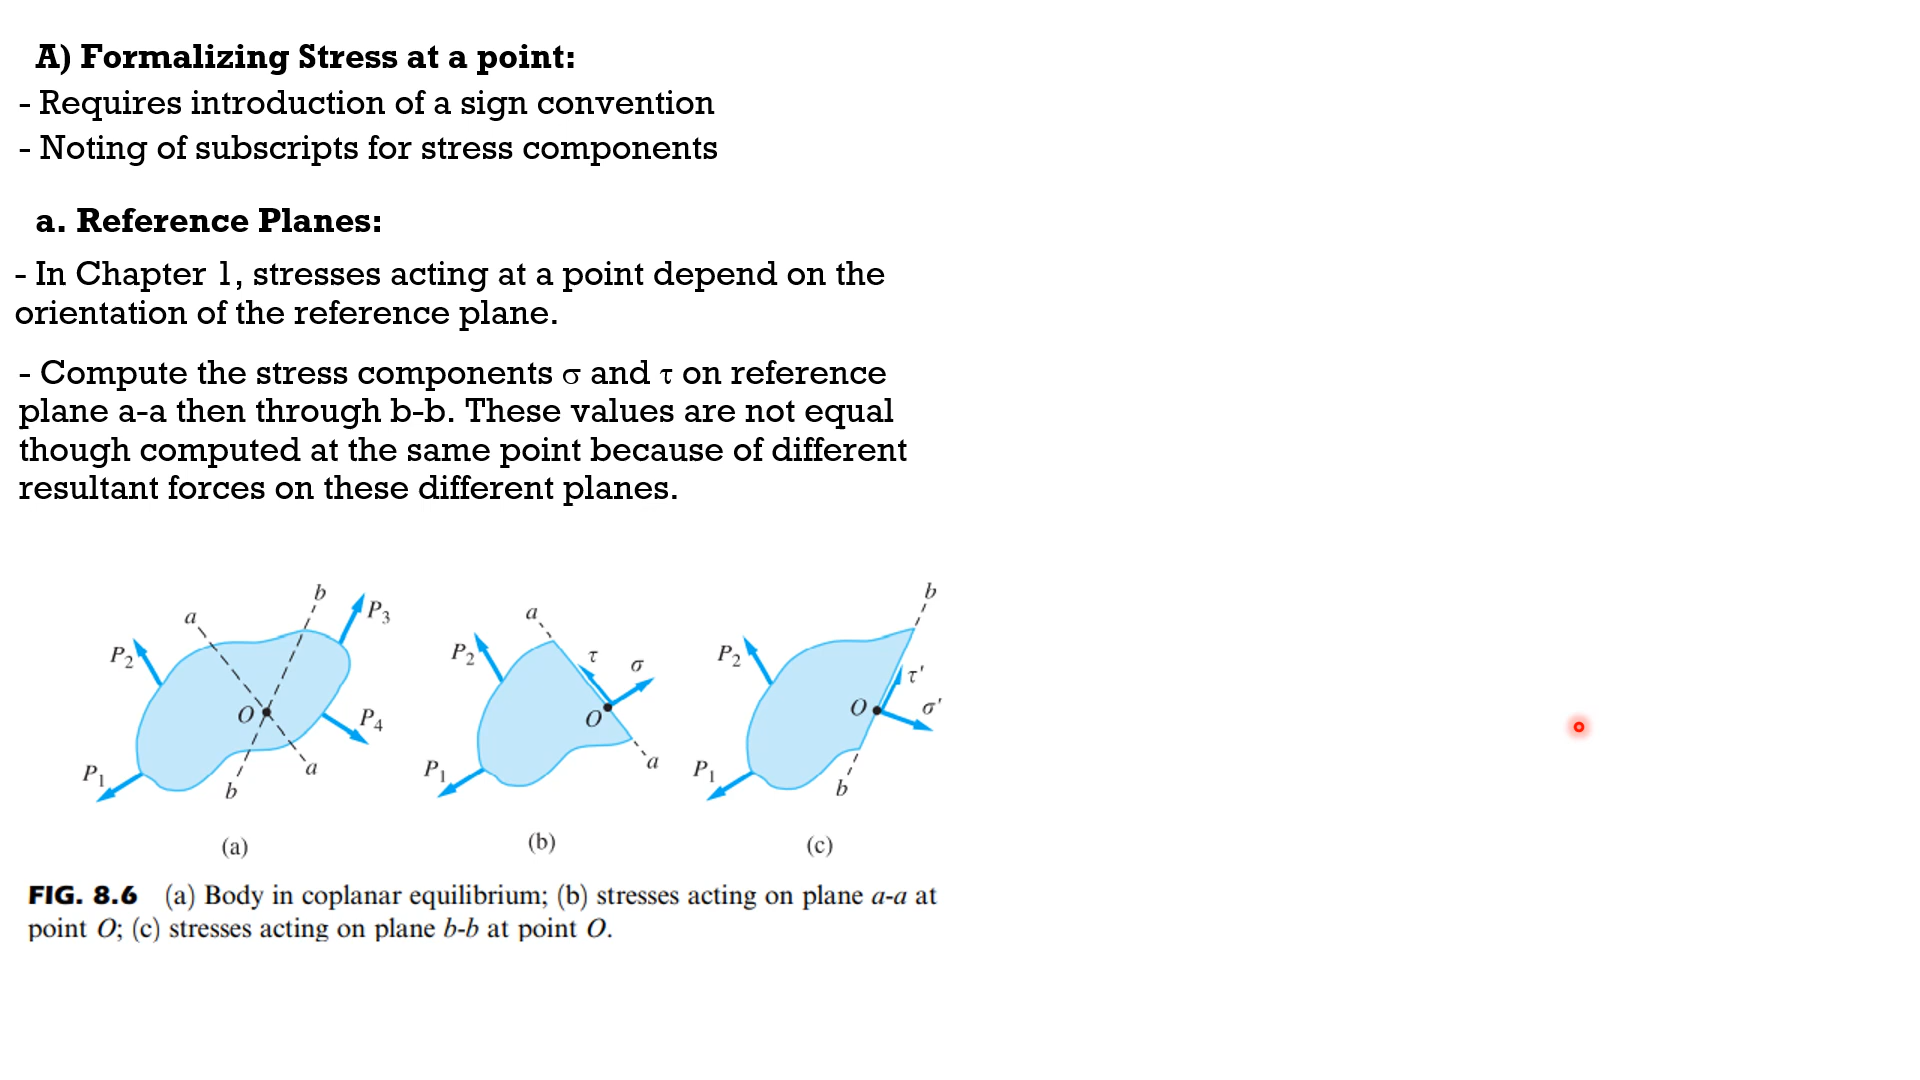 A) Formalizing Stress at a point:
- Requires introduction of a sign convention
- Noting of subscripts for stress components
a. Reference Planes:
- In Chapter 1, stresses acting at a point depend on the
orientation of the reference plane.
- Compute the stress components σ and τ on reference
plane a-a then through b-b. These values are not equal
though computed at the same point because of different
resultant forces on these different planes.
a
b
P3
P2
O
P4
P1
a
b
(a)
a
P2
τ
σ
O
P1
a
(b)
b
P2
τ'
O
σ'
P1
b
(c)
FIG. 8.6 (a) Body in coplanar equilibrium; (b) stresses acting on plane a-a at
point O; (c) stresses acting on plane b-b at point O.